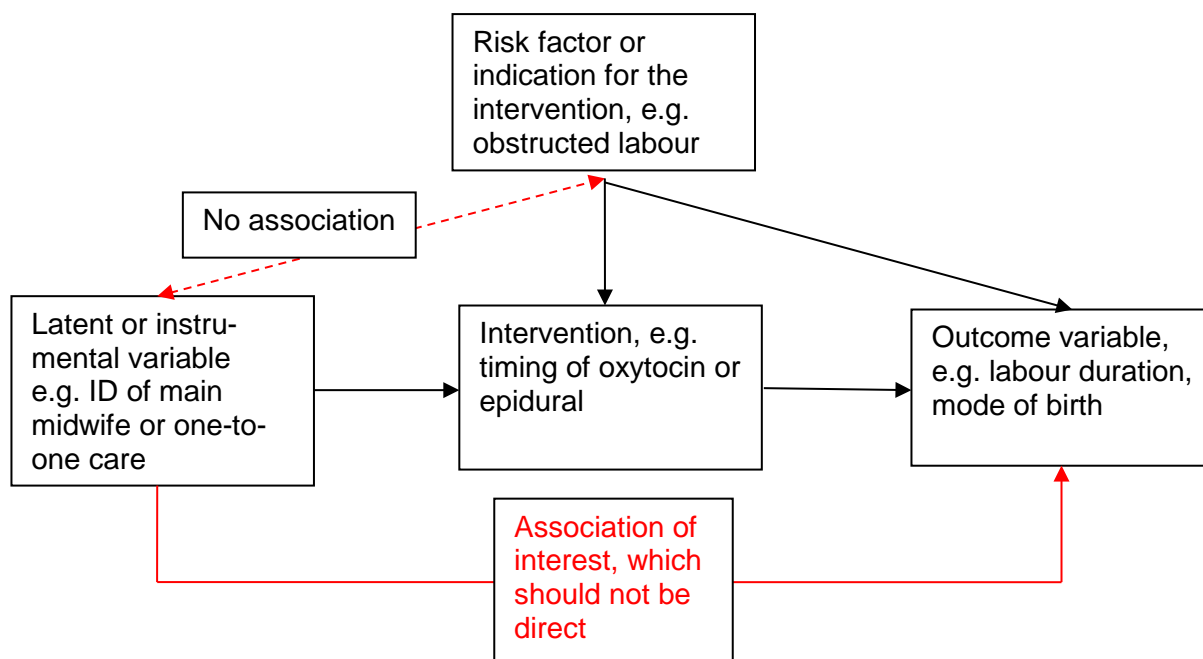 Risk factor or
indication for the
intervention, e.g.
obstructed labour
No association
Latent or instru-
mental variable
e.g. ID of main
midwife or one-to-
one care
Intervention, e.g.
timing of oxytocin or
epidural
Outcome variable,
e.g. labour duration,
mode of birth
Association of
interest, which
should not be
direct